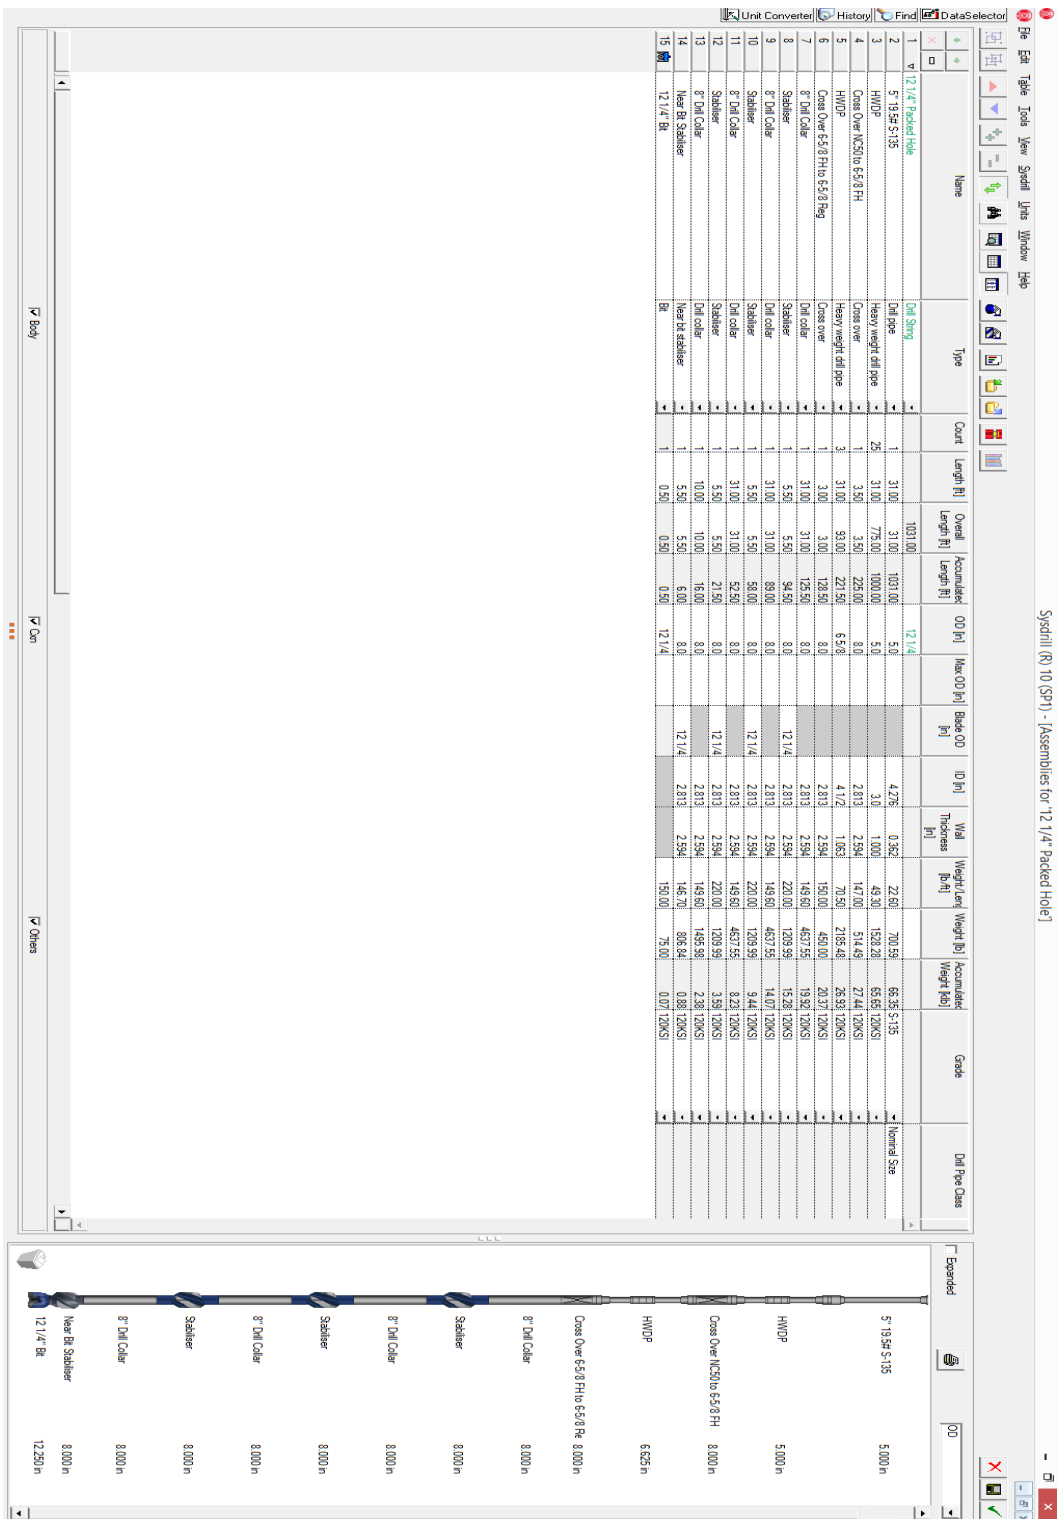 Sysdrill (R) 10 (SP1) - [Assemblies for '12 1/4" Packed Hole']
File Edit Table Tools View Sysdrill Units Window Help
DataSelector Find History Unit Converter
Name Type Count Length [ft] Overall Length [ft] Accumulated Length [ft] OD [in] Max OD [in] Blade OD [in] ID [in] Wall Thickness [in] Weight/Len [lb/ft] Weight [lb] Accumulated Weight [klb] Grade Drill Pipe Class
1 12 1/4" Packed Hole Drill String 1031.00 12 1/4
2 5" 19.5# S-135 Drill pipe 1 31.00 31.00 1031.00 5.0 4.276 0.362 22.60 700.59 66.35 S-135 Nominal Size
3 HWDP Heavy weight drill pipe 25 31.00 775.00 1000.00 5.0 3.0 1.000 49.30 1528.28 65.65 120KSI
4 Cross Over NC50 to 6-5/8 FH Cross over 1 3.50 3.50 225.00 8.0 2.813 2.594 147.00 514.49 27.44 120KSI
5 HWDP Heavy weight drill pipe 3 31.00 93.00 221.50 6 5/8 4 1/2 1.063 70.50 2185.48 26.93 120KSI
6 Cross Over 6-5/8 FH to 6-5/8 Reg Cross over 1 3.00 3.00 128.50 8.0 2.813 2.594 150.00 450.00 20.37 120KSI
7 8" Drill Collar Drill collar 1 31.00 31.00 125.50 8.0 2.813 2.594 149.60 4637.55 19.92 120KSI
8 Stabiliser Stabiliser 1 5.50 5.50 94.50 8.0 12 1/4 2.813 2.594 220.00 1209.99 15.28 120KSI
9 8" Drill Collar Drill collar 1 31.00 31.00 89.00 8.0 2.813 2.594 149.60 4637.55 14.07 120KSI
10 Stabiliser Stabiliser 1 5.50 5.50 58.00 8.0 12 1/4 2.813 2.594 220.00 1209.99 9.44 120KSI
11 8" Drill Collar Drill collar 1 31.00 31.00 52.50 8.0 2.813 2.594 149.60 4637.55 8.23 120KSI
12 Stabiliser Stabiliser 1 5.50 5.50 21.50 8.0 12 1/4 2.813 2.594 220.00 1209.99 3.59 120KSI
13 8" Drill Collar Drill collar 1 10.00 10.00 16.00 8.0 2.813 2.594 149.60 1495.98 2.38 120KSI
14 Near Bit Stabiliser Near bit stabiliser 1 5.50 5.50 6.00 8.0 12 1/4 2.813 2.594 146.70 806.84 0.88 120KSI
15 12 1/4" Bit Bit 1 0.50 0.50 0.50 12 1/4 150.00 75.00 0.07 120KSI
Body Cxn Others
Expanded OD
5" 19.5# S-135 5.000 in
HWDP 5.000 in
Cross Over NC50 to 6-5/8 FH 8.000 in
HWDP 6.625 in
Cross Over 6-5/8 FH to 6-5/8 Re 8.000 in
8" Drill Collar 8.000 in
Stabiliser 8.000 in
8" Drill Collar 8.000 in
Stabiliser 8.000 in
8" Drill Collar 8.000 in
Stabiliser 8.000 in
8" Drill Collar 8.000 in
Near Bit Stabiliser 8.000 in
12 1/4" Bit 12.250 in